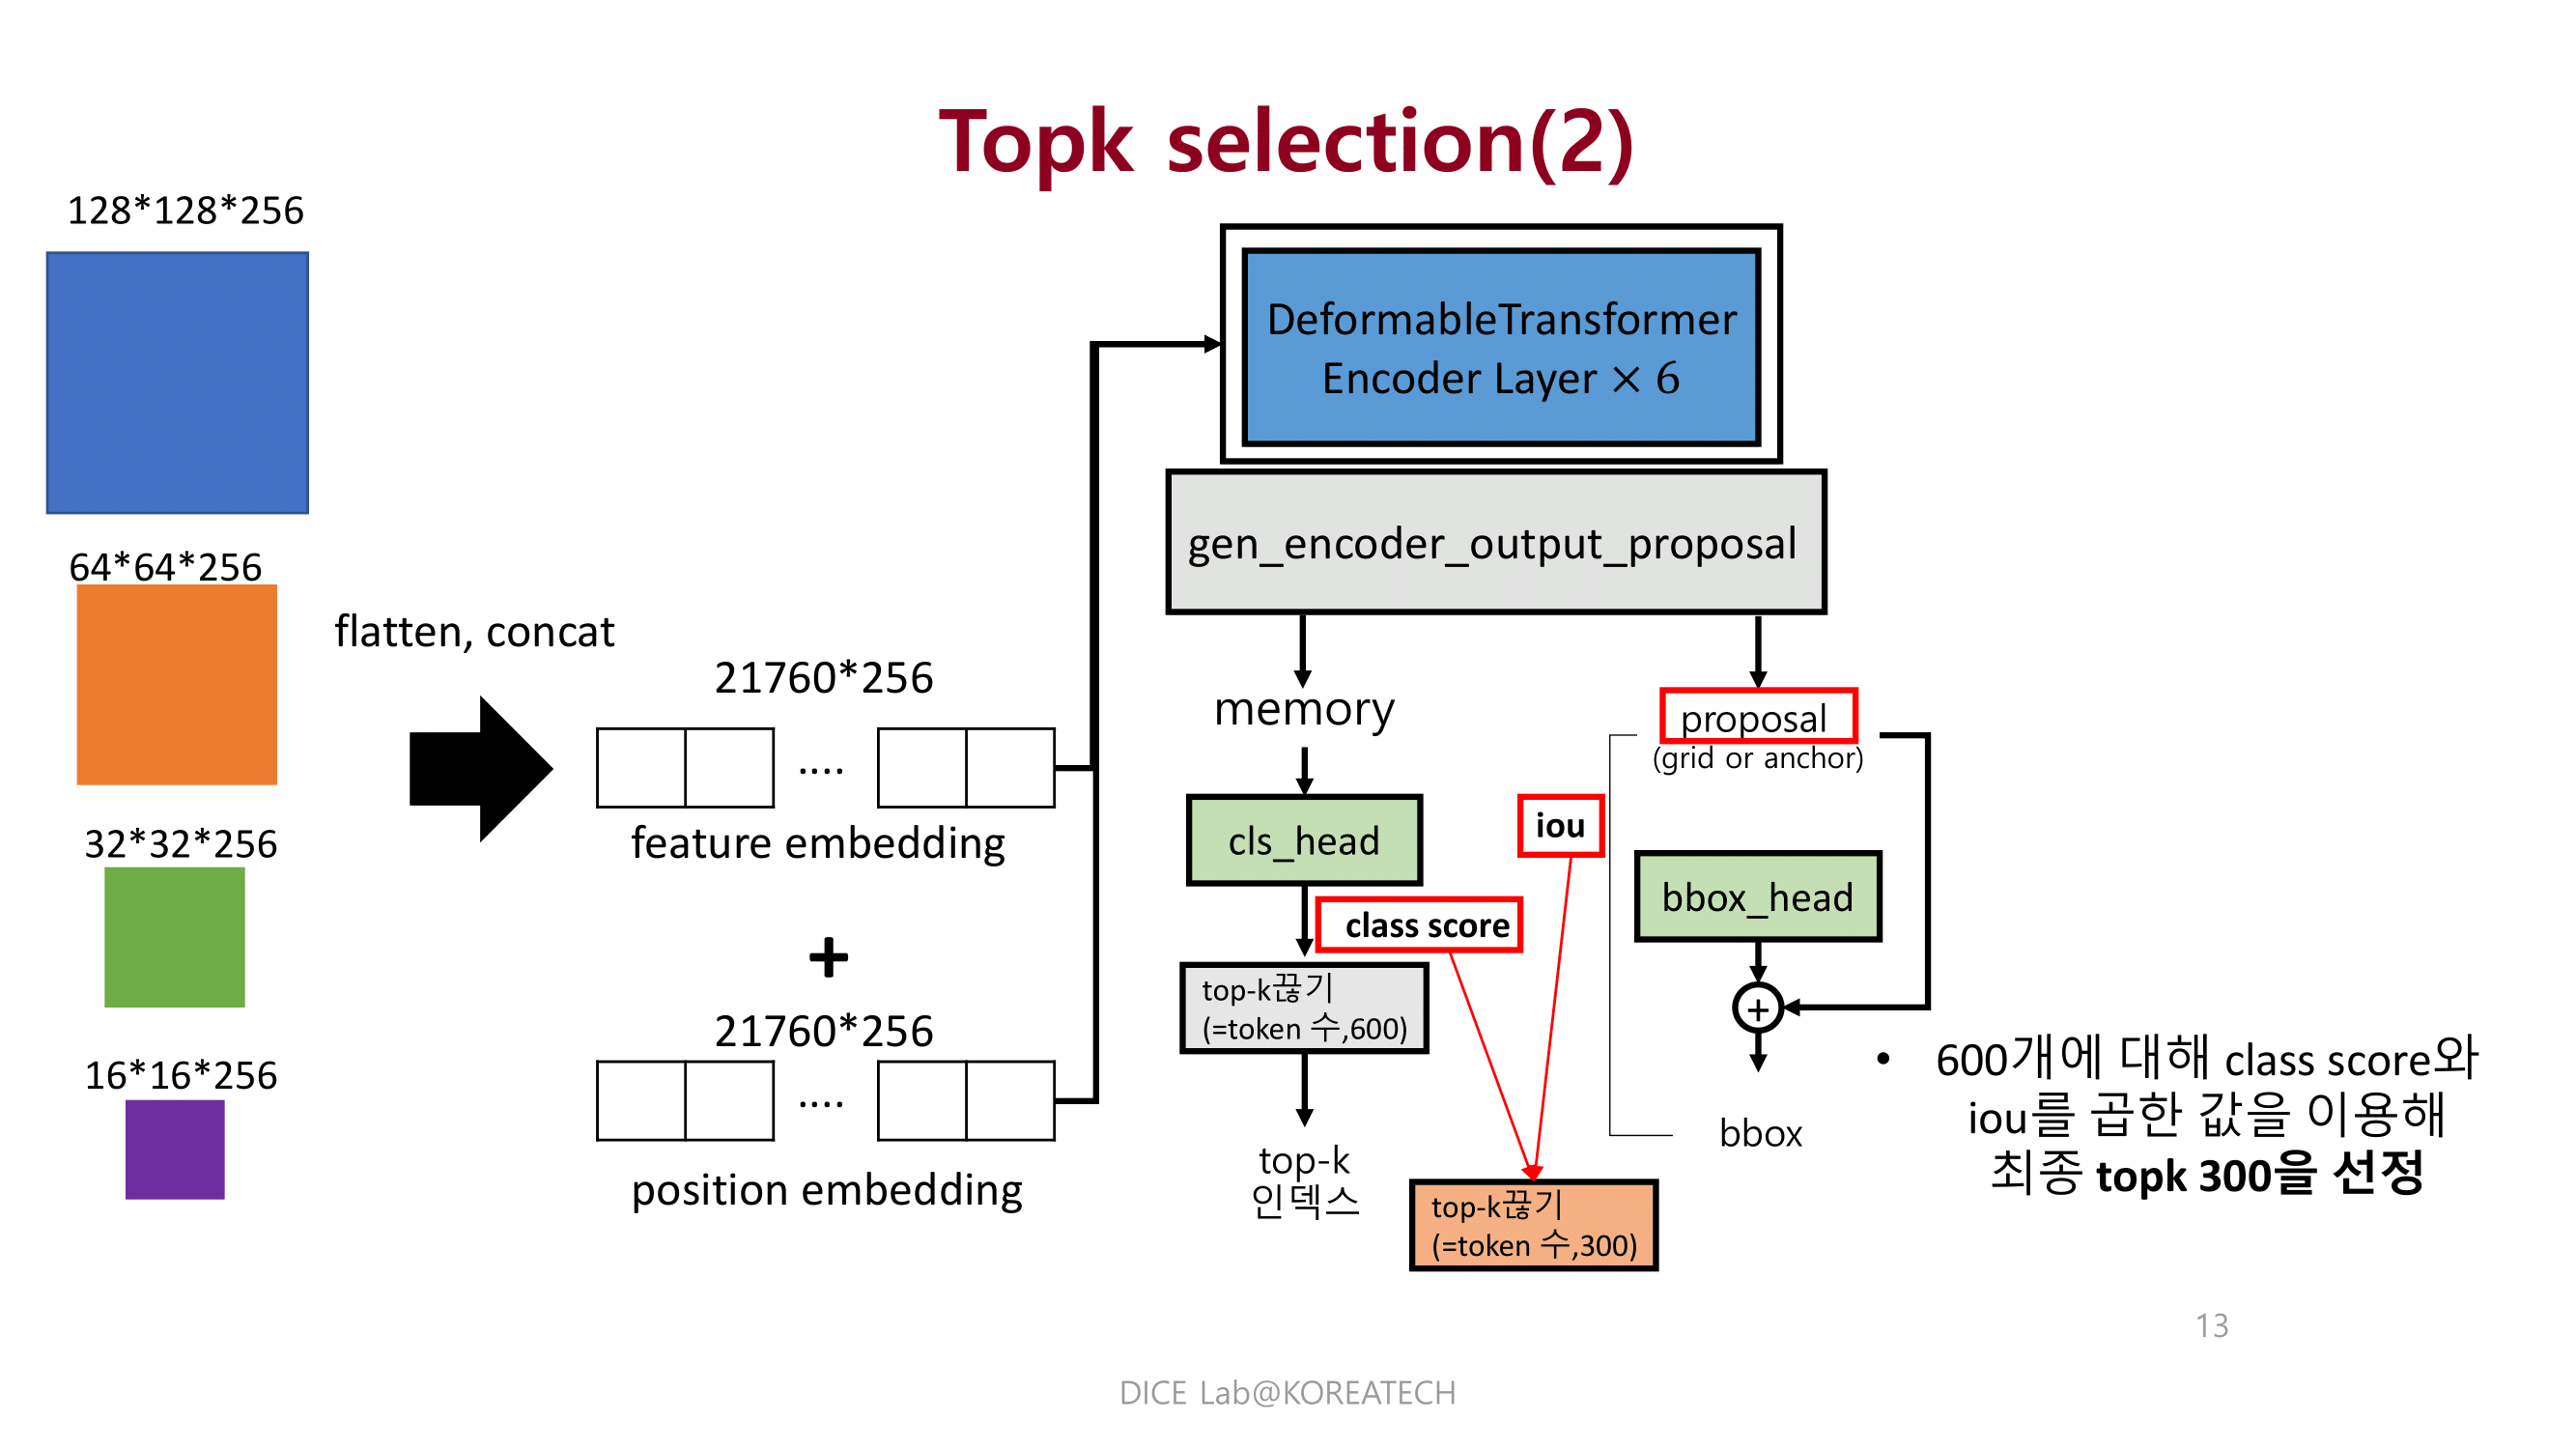 Topk selection(2)
128*128*256
64*64*256
32*32*256
16*16*256
flatten, concat
21760*256
....
feature embedding
+
21760*256
....
position embedding
DeformableTransformer
Encoder Layer × 6
gen_encoder_output_proposal
memory
cls_head
class score
top-k끊기
(=token 수,600)
top-k
인덱스
proposal
(grid or anchor)
iou
bbox_head
+
bbox
top-k끊기
(=token 수,300)
• 600개에 대해 class score와
iou를 곱한 값을 이용해
최종 topk 300을 선정
13
DICE Lab@KOREATECH